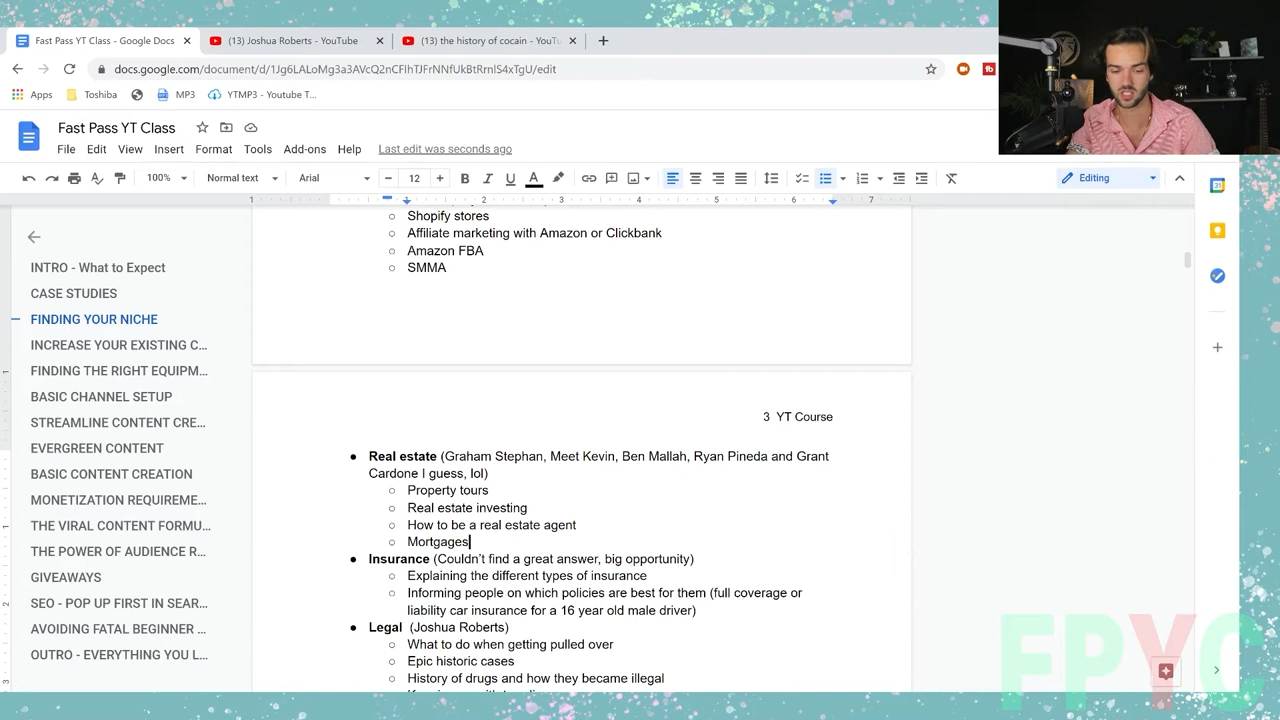 Fast Pass YT Class - Google Docs
(13) Joshua Roberts - YouTube
(13) the history of cocain - YouTu
Apps
Toshiba
MP3
YTMP3 - Youtube T...
Fast Pass YT Class
File Edit View Insert Format Tools Add-ons Help Last edit was seconds ago
100% Normal text Arial 12 Editing
1 1 2 3 4 5 6 7
Shopify stores
Affiliate marketing with Amazon or Clickbank
Amazon FBA
SMMA
INTRO - What to Expect
CASE STUDIES
FINDING YOUR NICHE
INCREASE YOUR EXISTING C...
FINDING THE RIGHT EQUIPM...
BASIC CHANNEL SETUP
STREAMLINE CONTENT CRE...
EVERGREEN CONTENT
BASIC CONTENT CREATION
MONETIZATION REQUIREME...
THE VIRAL CONTENT FORMU...
THE POWER OF AUDIENCE R...
GIVEAWAYS
SEO - POP UP FIRST IN SEAR...
AVOIDING FATAL BEGINNER ...
OUTRO - EVERYTHING YOU L...
3 YT Course
Real estate (Graham Stephan, Meet Kevin, Ben Mallah, Ryan Pineda and Grant
Cardone I guess, lol)
Property tours
Real estate investing
How to be a real estate agent
Mortgages
Insurance (Couldn't find a great answer, big opportunity)
Explaining the different types of insurance
Informing people on which policies are best for them (full coverage or
liability car insurance for a 16 year old male driver)
Legal (Joshua Roberts)
What to do when getting pulled over
Epic historic cases
History of drugs and how they became illegal
FPYC